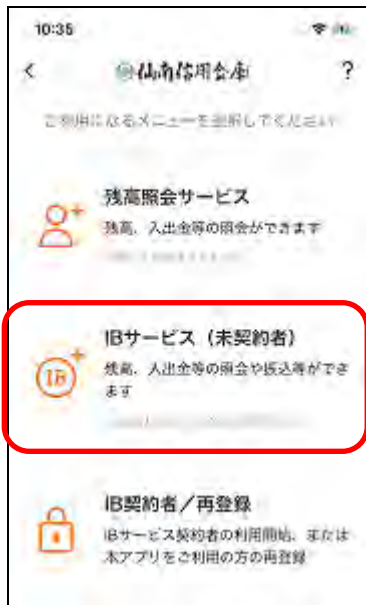 10:35
仙南信用金庫
?
ご利用になるメニューを選択してください
残高照会サービス
残高、入出金等の照会ができます
IBサービス（未契約者）
IB
残高、入出金等の照会や振込等ができ
ます
IB契約者／再登録
IBサービス契約者の利用開始、または
本アプリをご利用の方の再登録